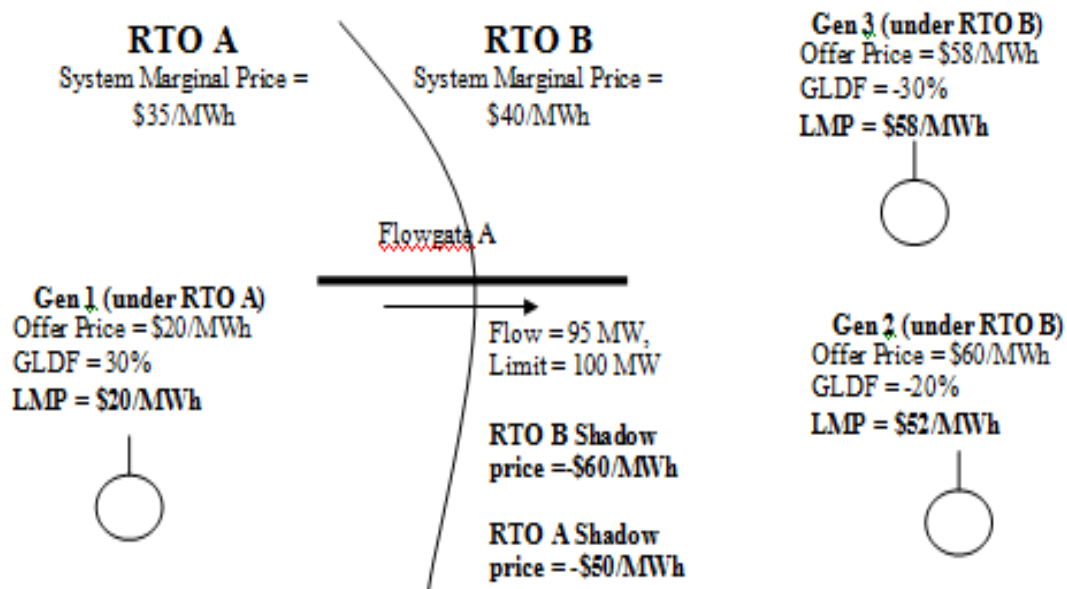 RTO A
System Marginal Price =
$35/MWh
RTO B
System Marginal Price =
$40/MWh
Gen 3 (under RTO B)
Offer Price = $58/MWh
GLDF = -30%
LMP = $58/MWh
Flowgate A
Gen 1 (under RTO A)
Offer Price = $20/MWh
GLDF = 30%
LMP = $20/MWh
Flow = 95 MW,
Limit = 100 MW
RTO B Shadow
price =-$60/MWh
RTO A Shadow
price = -$50/MWh
Gen 2 (under RTO B)
Offer Price = $60/MWh
GLDF = -20%
LMP = $52/MWh